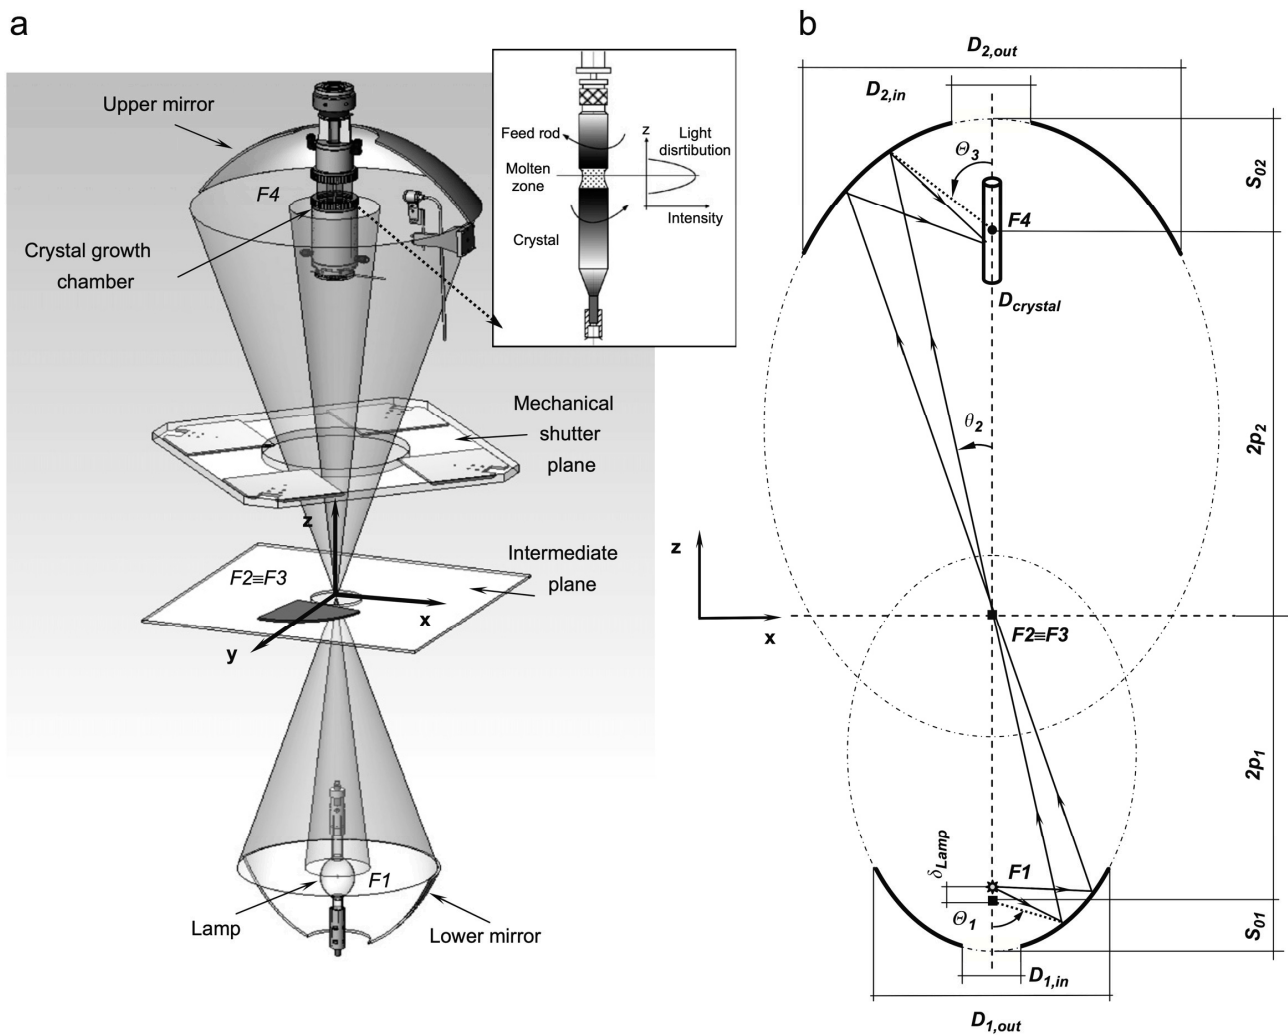 a
Upper mirror
F4
Crystal growth
chamber
Feed rod
Molten
zone
Crystal
z
Light
disrtibution
Intensity
Mechanical
shutter
plane
z
Intermediate
plane
F2≡F3
x
y
F1
Lamp
Lower mirror
b
D2,out
D2,in
Θ3
F4
Dcrystal
S02
θ2
2p2
z
x
F2≡F3
2p1
δLamp
F1
Θ1
S01
D1,in
D1,out